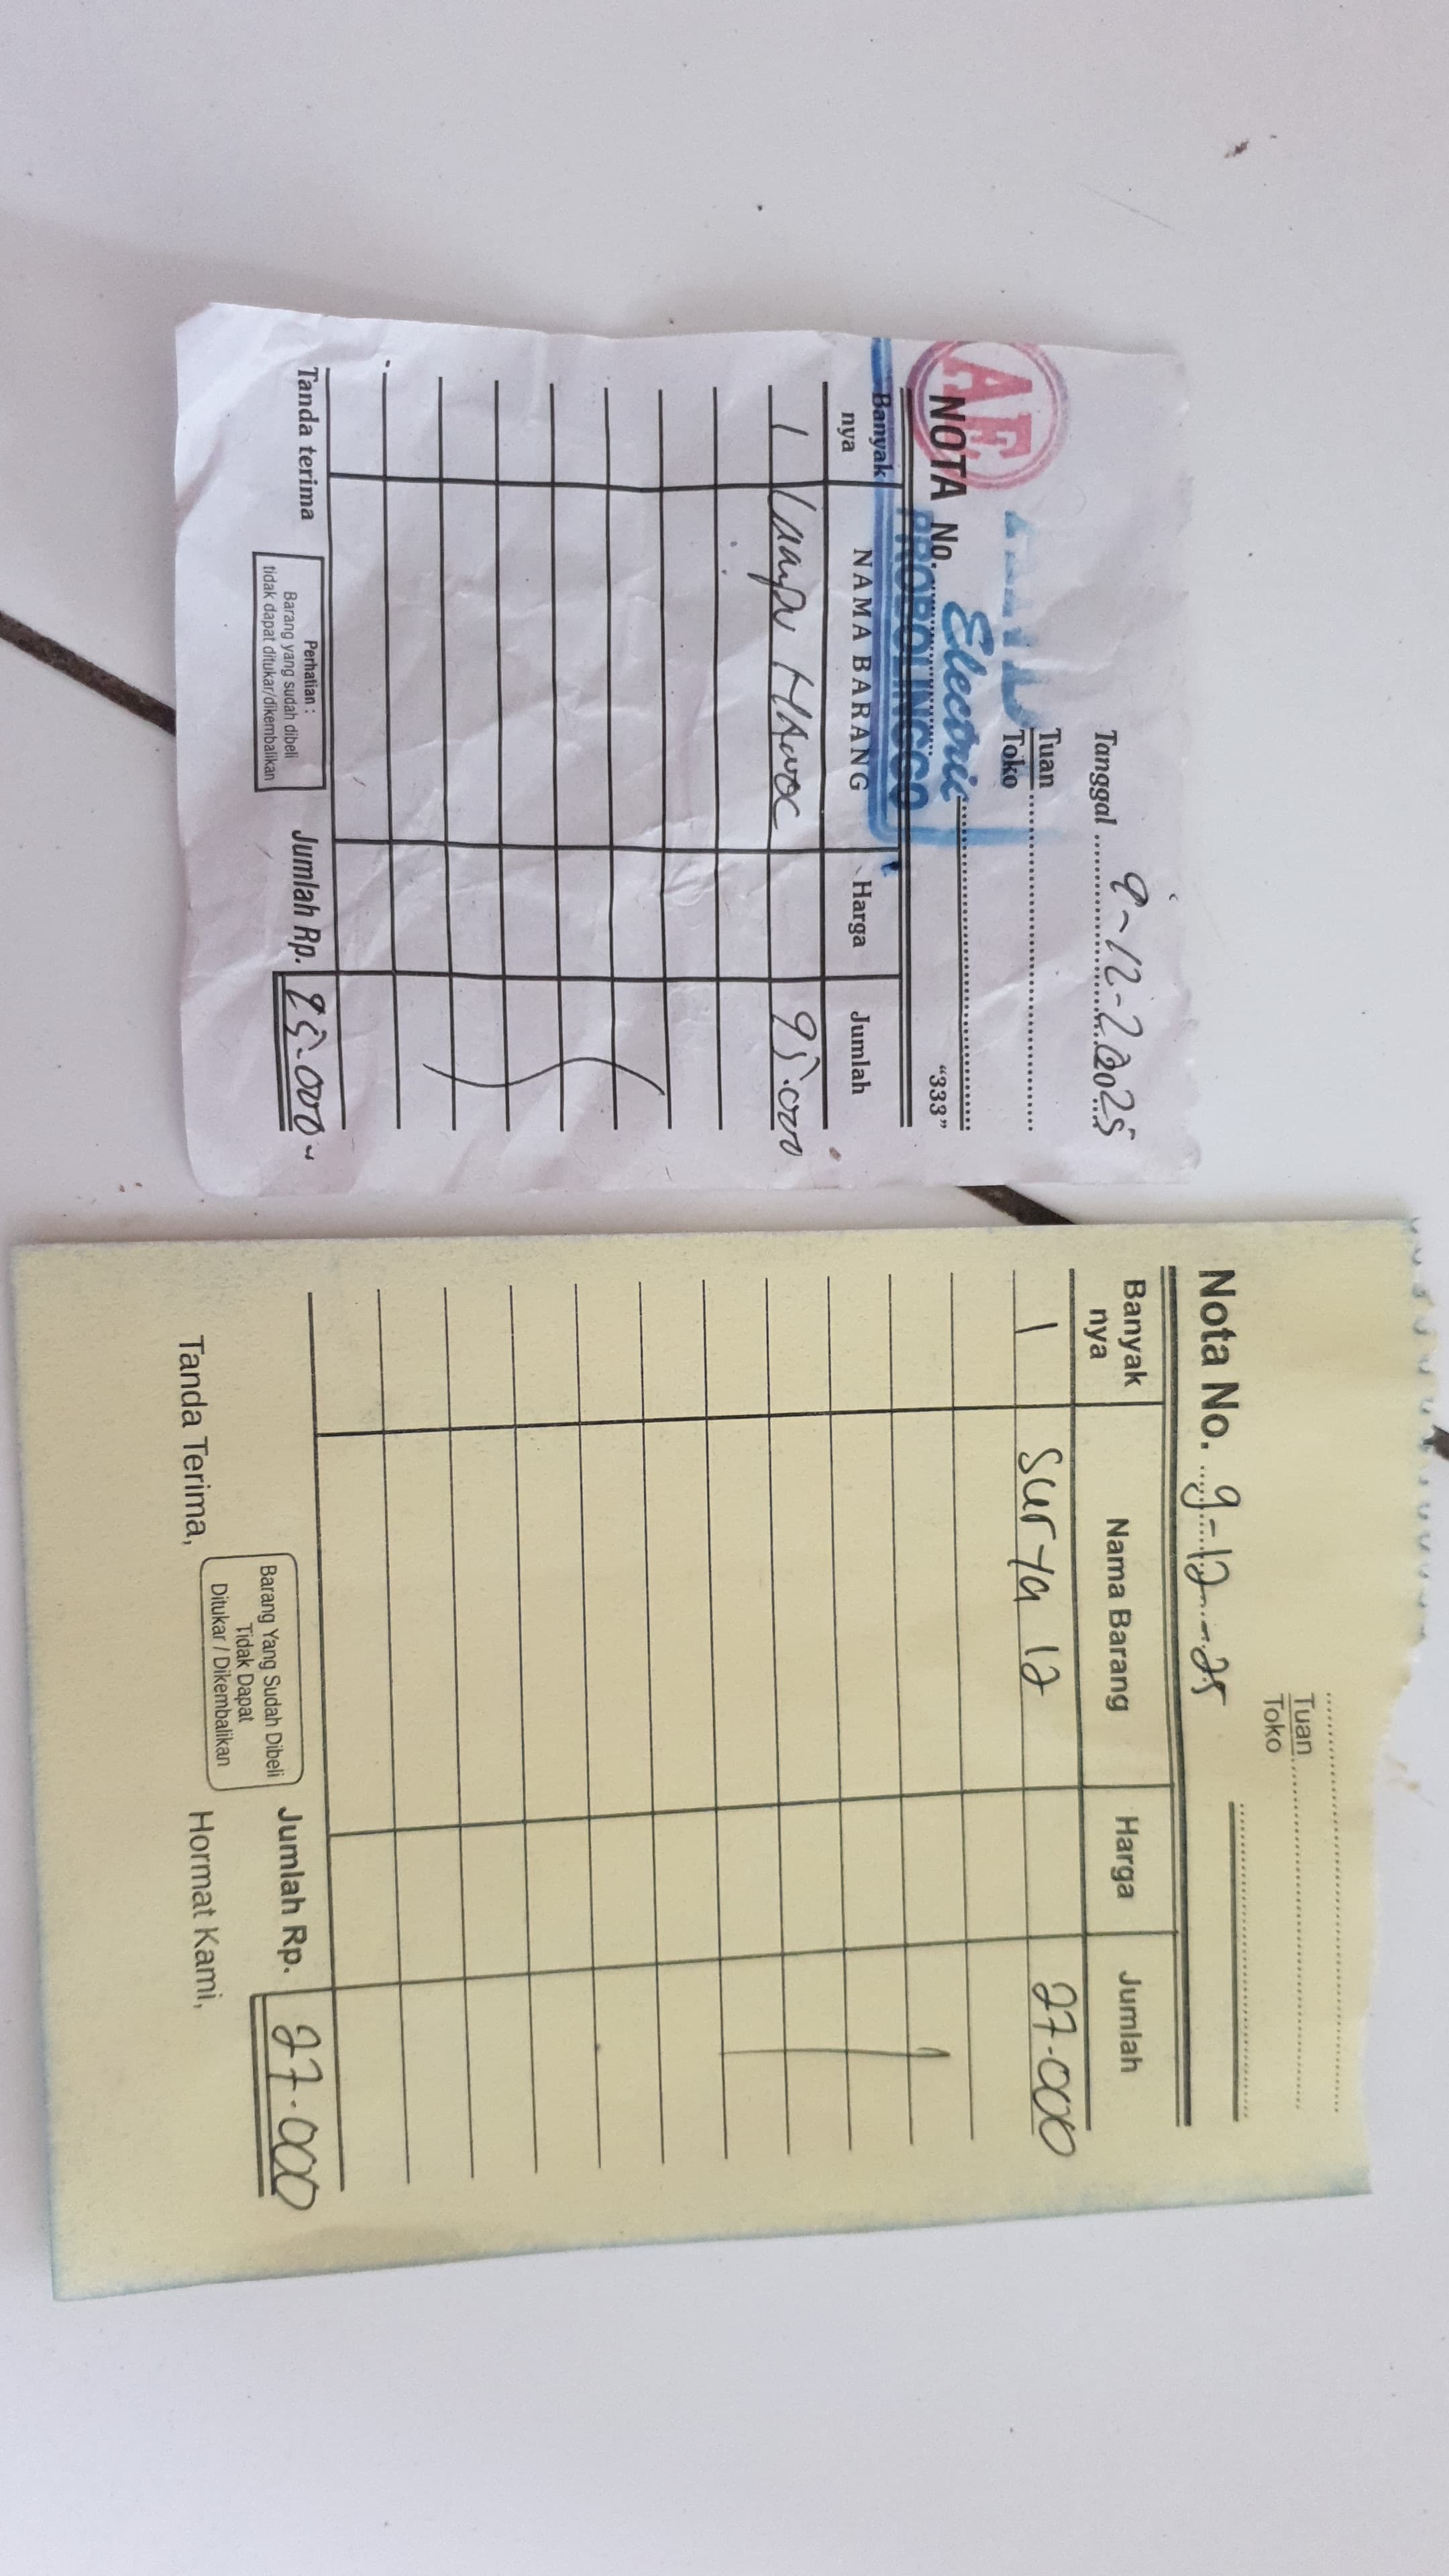 Tanggal 9-12-2025
Tuan
Toko
AE
Elecoric
NOTA No. "333"
PROBOLINGGO
Banyak nya NAMA BARANG Harga Jumlah
1 95.000
Tanda terima
Perhatian :
Barang yang sudah dibeli
tidak dapat ditukar/dikembalikan
Jumlah Rp. 95.000
Tuan
Toko
Nota No. 9-12-25
Banyak nya Nama Barang Harga Jumlah
1 Surya 12 27.000
Jumlah Rp. 27.000
Barang Yang Sudah Dibeli
Tidak Dapat
Ditukar / Dikembalikan
Tanda Terima, Hormat Kami,